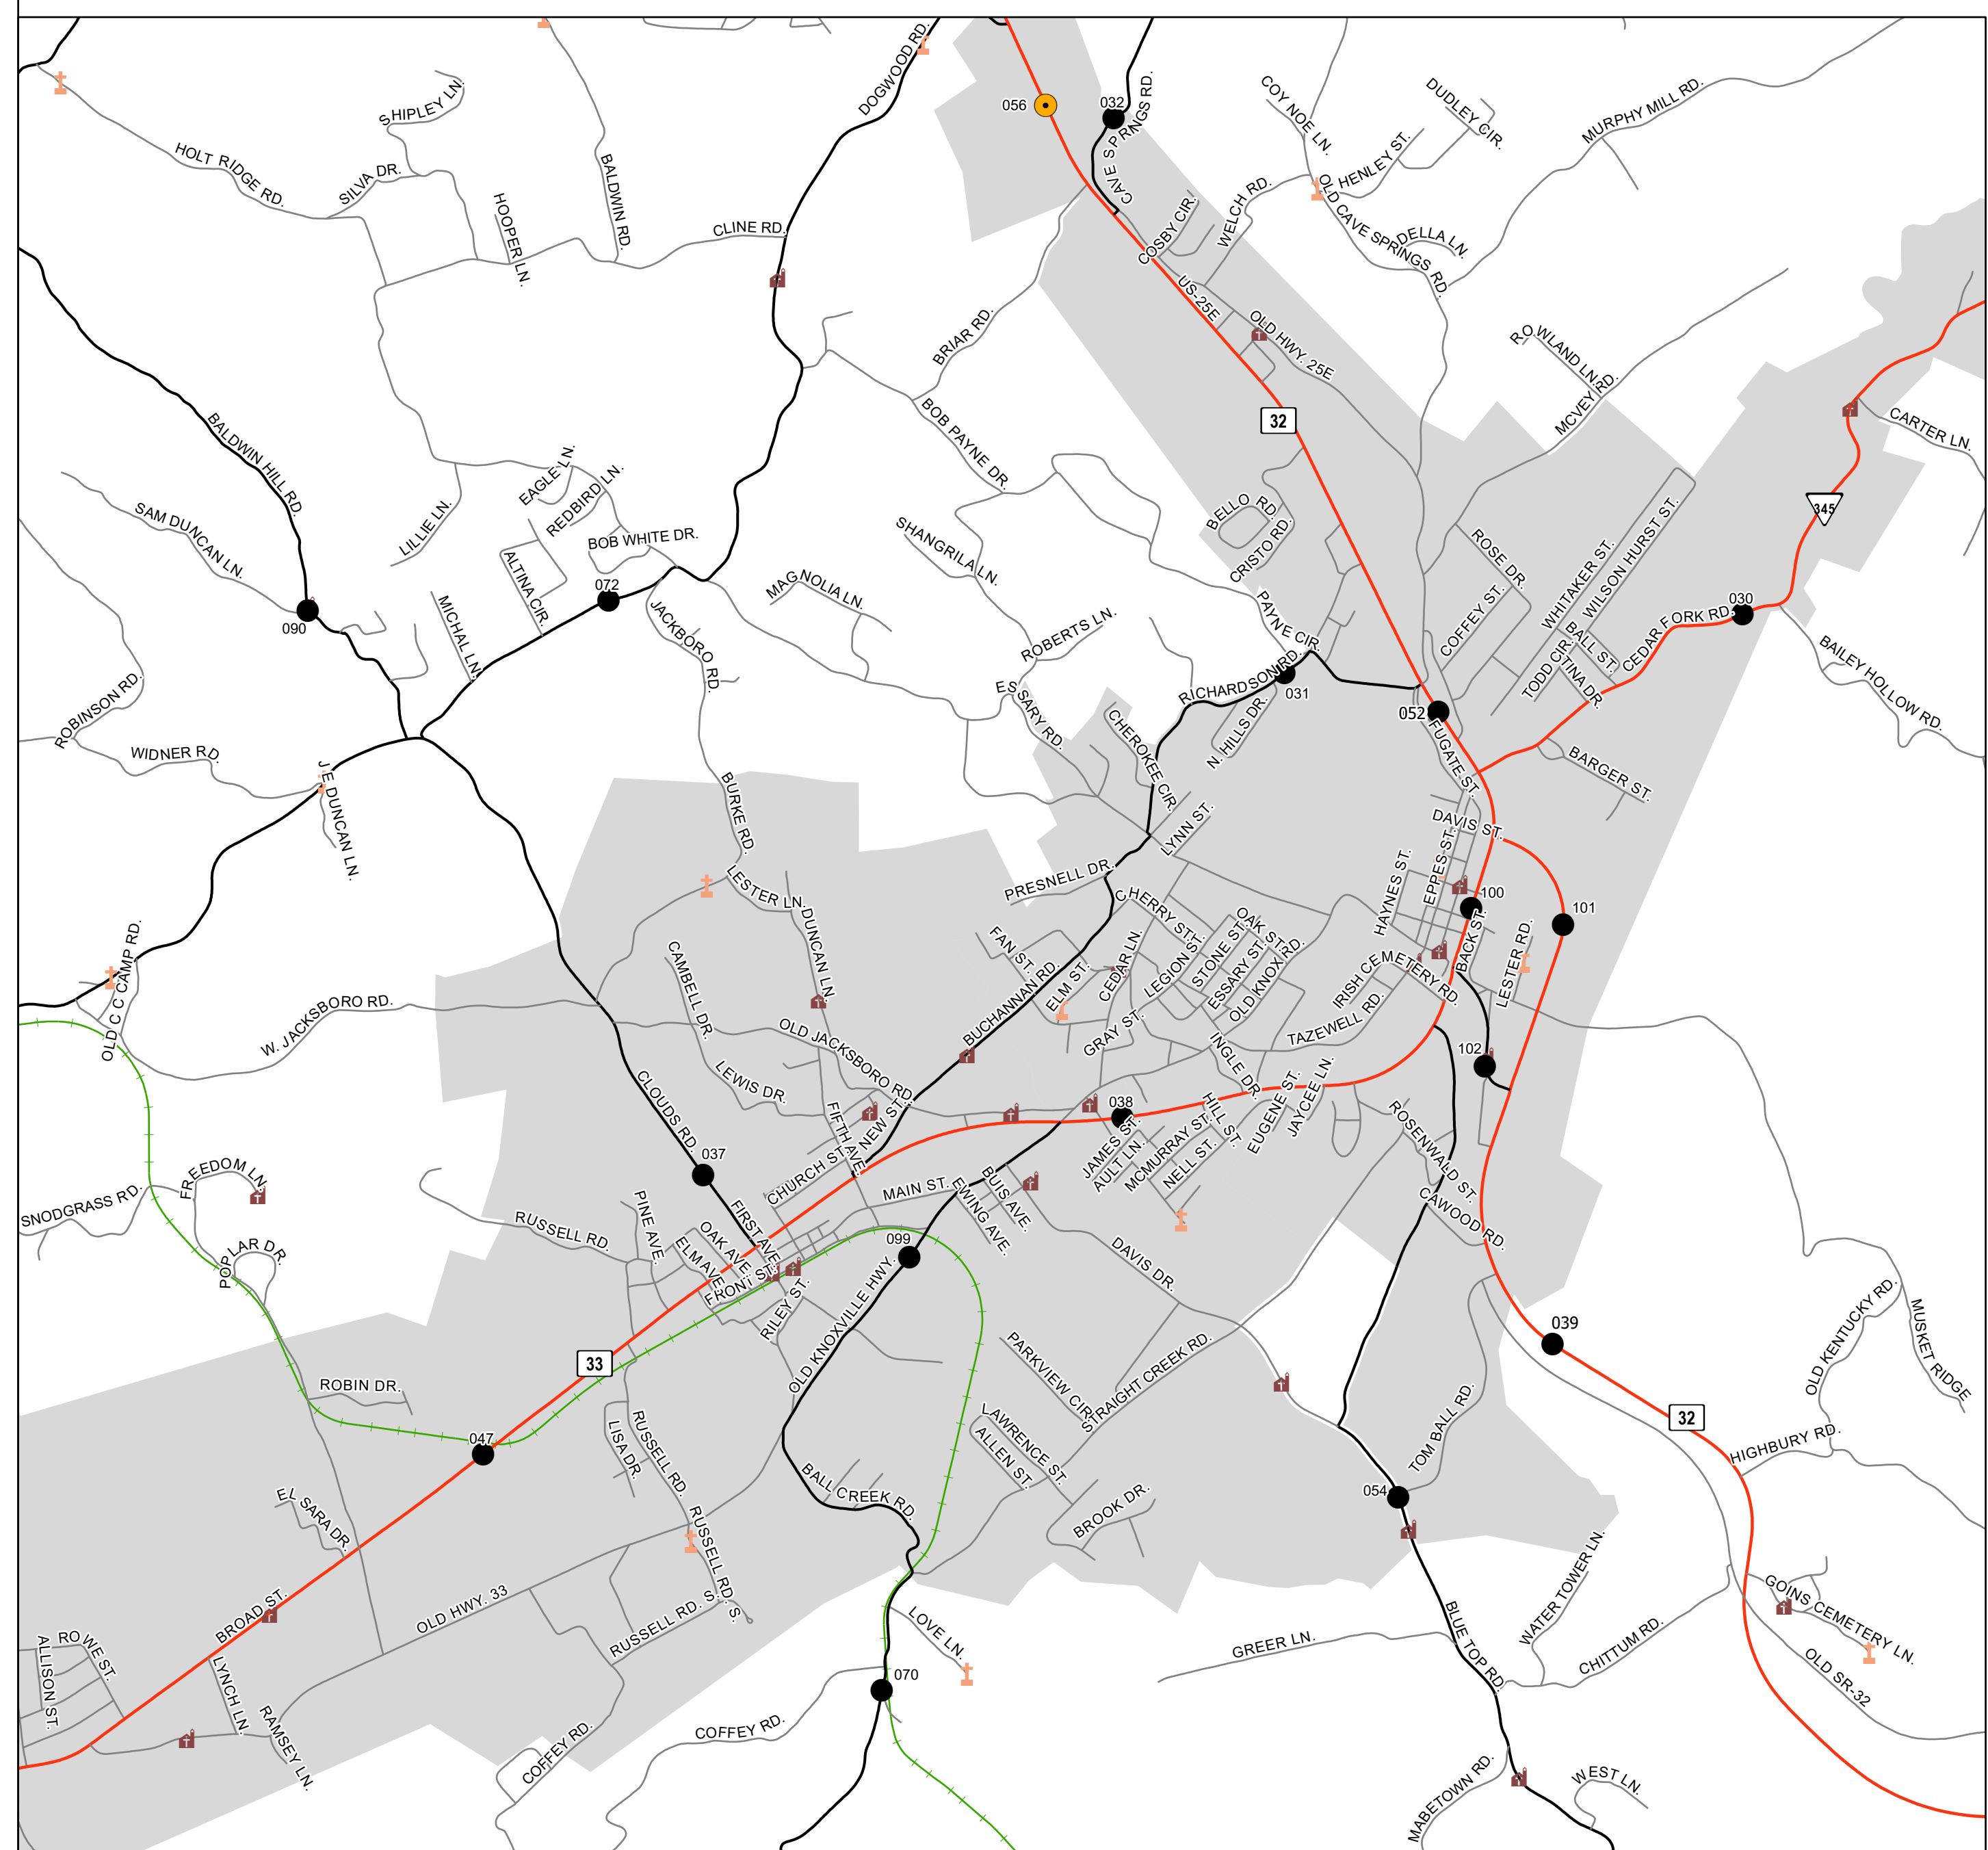 DOGWOOD RD.
056
032
CAVE SPRINGS RD.
COY NOE LN.
DUDLEY CIR.
MURPHY MILL RD.
SHIPLEY LN.
HOLT RIDGE RD.
SILVA DR.
HOOPER LN.
BALDWIN RD.
CLINE RD.
HENLEY ST.
WELCH RD.
COSBY CIR.
OLD CAVE SPRINGS RD.
DELLA LN.
US-25E
OLD HWY. 25E
BRIAR RD.
ROWLAND LN.
MCVEY RD.
32
CARTER LN.
BOB PAYNE DR.
BALDWIN HILL RD.
EAGLE LN.
REDBIRD LN.
LILLIE LN.
SAM DUNCAN LN.
BOB WHITE DR.
SHANGRILA LN.
BELLO RD.
CRISTO RD.
345
ROSE DR.
WHITAKER ST.
WILSON HURST ST.
072
ALTINA CIR.
MAGNOLIA LN.
090
MICHAL LN.
JACKBORO RD.
PAYNE CIR.
COFFEY ST.
030
CEDAR FORK RD.
BALL ST.
TODD CIR.
TINA DR.
ROBERTS LN.
BAILEY HOLLOW RD.
ROBINSON RD.
ESSARY RD.
RICHARDSON RD.
031
052
N. HILLS DR.
CHEROKEE CIR.
FUGATE ST.
BARGER ST.
WIDNER RD.
J E DUNCAN LN.
BURKE RD.
LYNN ST.
DAVIS ST.
EPPES ST.
HAYNES ST.
PRESNELL DR.
LESTER LN.
DUNCAN LN.
CHERRY ST.
100
101
OAK ST.
STONE ST.
ESSARY ST.
OLD KNOX RD.
LEGION ST.
BACK ST.
LESTER RD.
OLD C C CAMP RD.
CAMBELL DR.
FAN ST.
ELM ST.
CEDAR LN.
IRISH CEMETERY RD.
BUCHANNAN RD.
W. JACKSBORO RD.
OLD JACKSBORO RD.
GRAY ST.
TAZEWELL RD.
INGLE DR.
102
CLOUDS RD.
LEWIS DR.
FIFTH AVE.
NEW ST.
038
JAMES ST.
AULT LN.
MCMURRAY ST.
NELL ST.
HILL ST.
EUGENE ST.
JAYCEE LN.
ROSENWALD ST.
037
CHURCH ST.
FREEDOM LN.
SNODGRASS RD.
MAIN ST.
EWING AVE.
BUIS AVE.
CAWOOD RD.
RUSSELL RD.
PINE AVE.
OAK AVE.
ELM AVE.
FIRST AVE.
FRONT ST.
099
DAVIS DR.
POPLAR DR.
RILEY ST.
OLD KNOXVILLE HWY.
039
OLD KENTUCKY RD.
MUSKET RIDGE
33
ROBIN DR.
PARKVIEW CIR.
STRAIGHT CREEK RD.
32
047
LISA DR.
RUSSELL RD.
LAWRENCE ST.
ALLEN ST.
TOM BALL RD.
HIGHBURY RD.
EL SARA DR.
BALL CREEK RD.
BROOK DR.
054
RUSSELL RD. S.
WATER TOWER LN.
GOINS CEMETERY LN.
BROAD ST.
OLD HWY. 33
RUSSELL RD. S.
LOVE LN.
GREER LN.
BLUE TOP RD.
CHITTUM RD.
OLD SR-32
ROWE ST.
ALLISON ST.
LYNCH LN.
070
RAMSEY LN.
COFFEY RD.
COFFEY RD.
MABETOWN RD.
WEST LN.